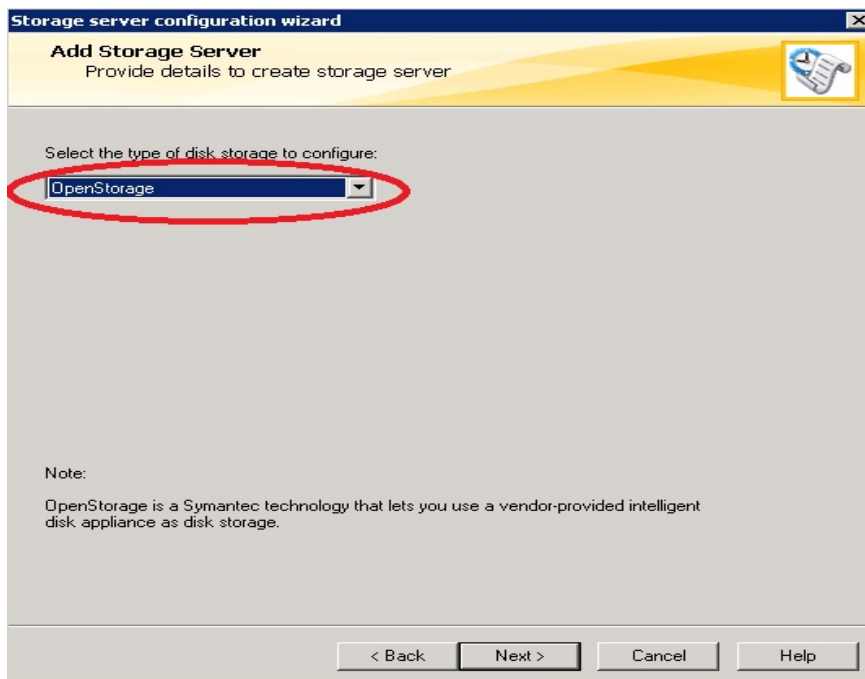 Storage server configuration wizard
Add Storage Server
Provide details to create storage server
Select the type of disk storage to configure:
OpenStorage
Note:
OpenStorage is a Symantec technology that lets you use a vendor-provided intelligent
disk appliance as disk storage.
< Back Next > Cancel Help